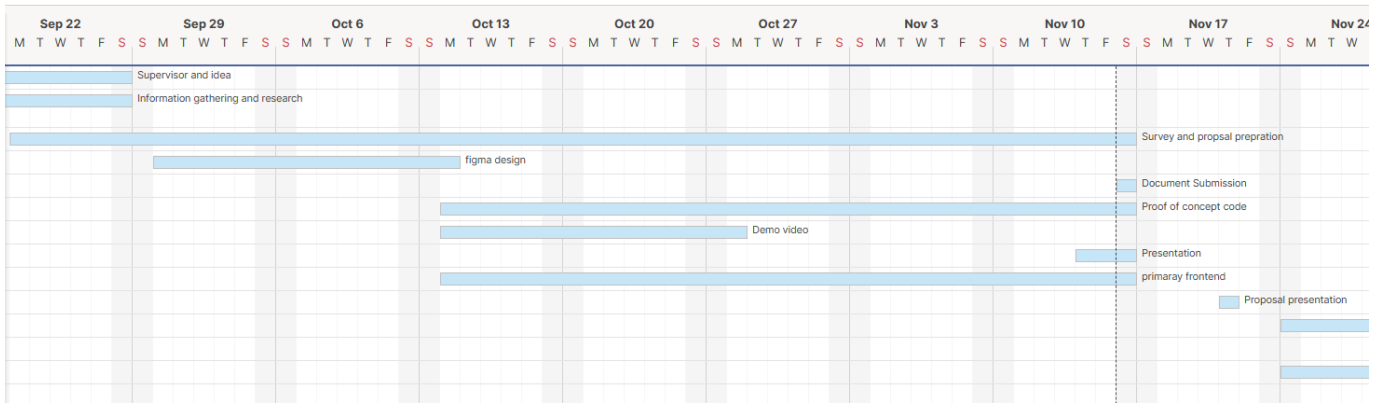 Sep 22 Sep 29 Oct 6 Oct 13 Oct 20 Oct 27 Nov 3 Nov 10 Nov 17 Nov 24
M T W T F S S M T W T F S S M T W T F S S M T W T F S S M T W T F S S M T W T F S S M T W T F S S M T W T F S S M T W T F S S M T W
Supervisor and idea
Information gathering and research
Survey and propsal prepration
figma design
Document Submission
Proof of concept code
Demo video
Presentation
primaray frontend
Proposal presentation